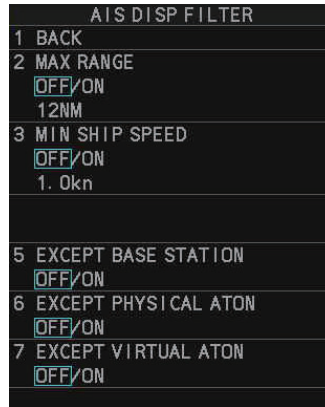 AIS DISP FILTER
1 BACK
2 MAX RANGE
OFF/ON
12NM
3 MIN SHIP SPEED
OFF/ON
1.0kn
5 EXCEPT BASE STATION
OFF/ON
6 EXCEPT PHYSICAL ATON
OFF/ON
7 EXCEPT VIRTUAL ATON
OFF/ON